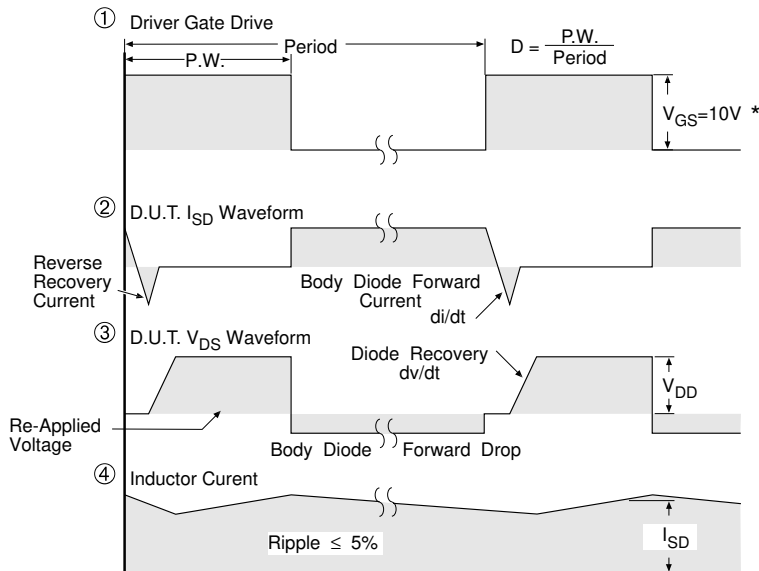 ① Driver Gate Drive
P.W.
Period
D = P.W. / Period
V_GS=10V *
② D.U.T. I_SD Waveform
Reverse
Recovery
Current
Body Diode Forward
Current
di/dt
③ D.U.T. V_DS Waveform
Diode Recovery
dv/dt
V_DD
Re-Applied
Voltage
Body Diode Forward Drop
④ Inductor Curent
Ripple ≤ 5%
I_SD